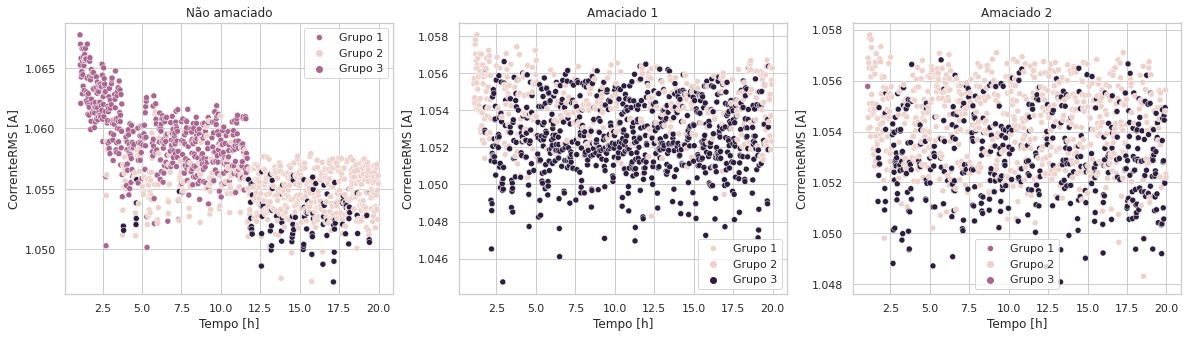 Não amaciado
CorrenteRMS [A]
1.065
1.060
1.055
1.050
2.5 5.0 7.5 10.0 12.5 15.0 17.5 20.0
Tempo [h]
Grupo 1
Grupo 2
Grupo 3
Amaciado 1
CorrenteRMS [A]
1.058
1.056
1.054
1.052
1.050
1.048
1.046
2.5 5.0 7.5 10.0 12.5 15.0 17.5 20.0
Tempo [h]
Grupo 1
Grupo 2
Grupo 3
Amaciado 2
CorrenteRMS [A]
1.058
1.056
1.054
1.052
1.050
1.048
2.5 5.0 7.5 10.0 12.5 15.0 17.5 20.0
Tempo [h]
Grupo 1
Grupo 2
Grupo 3